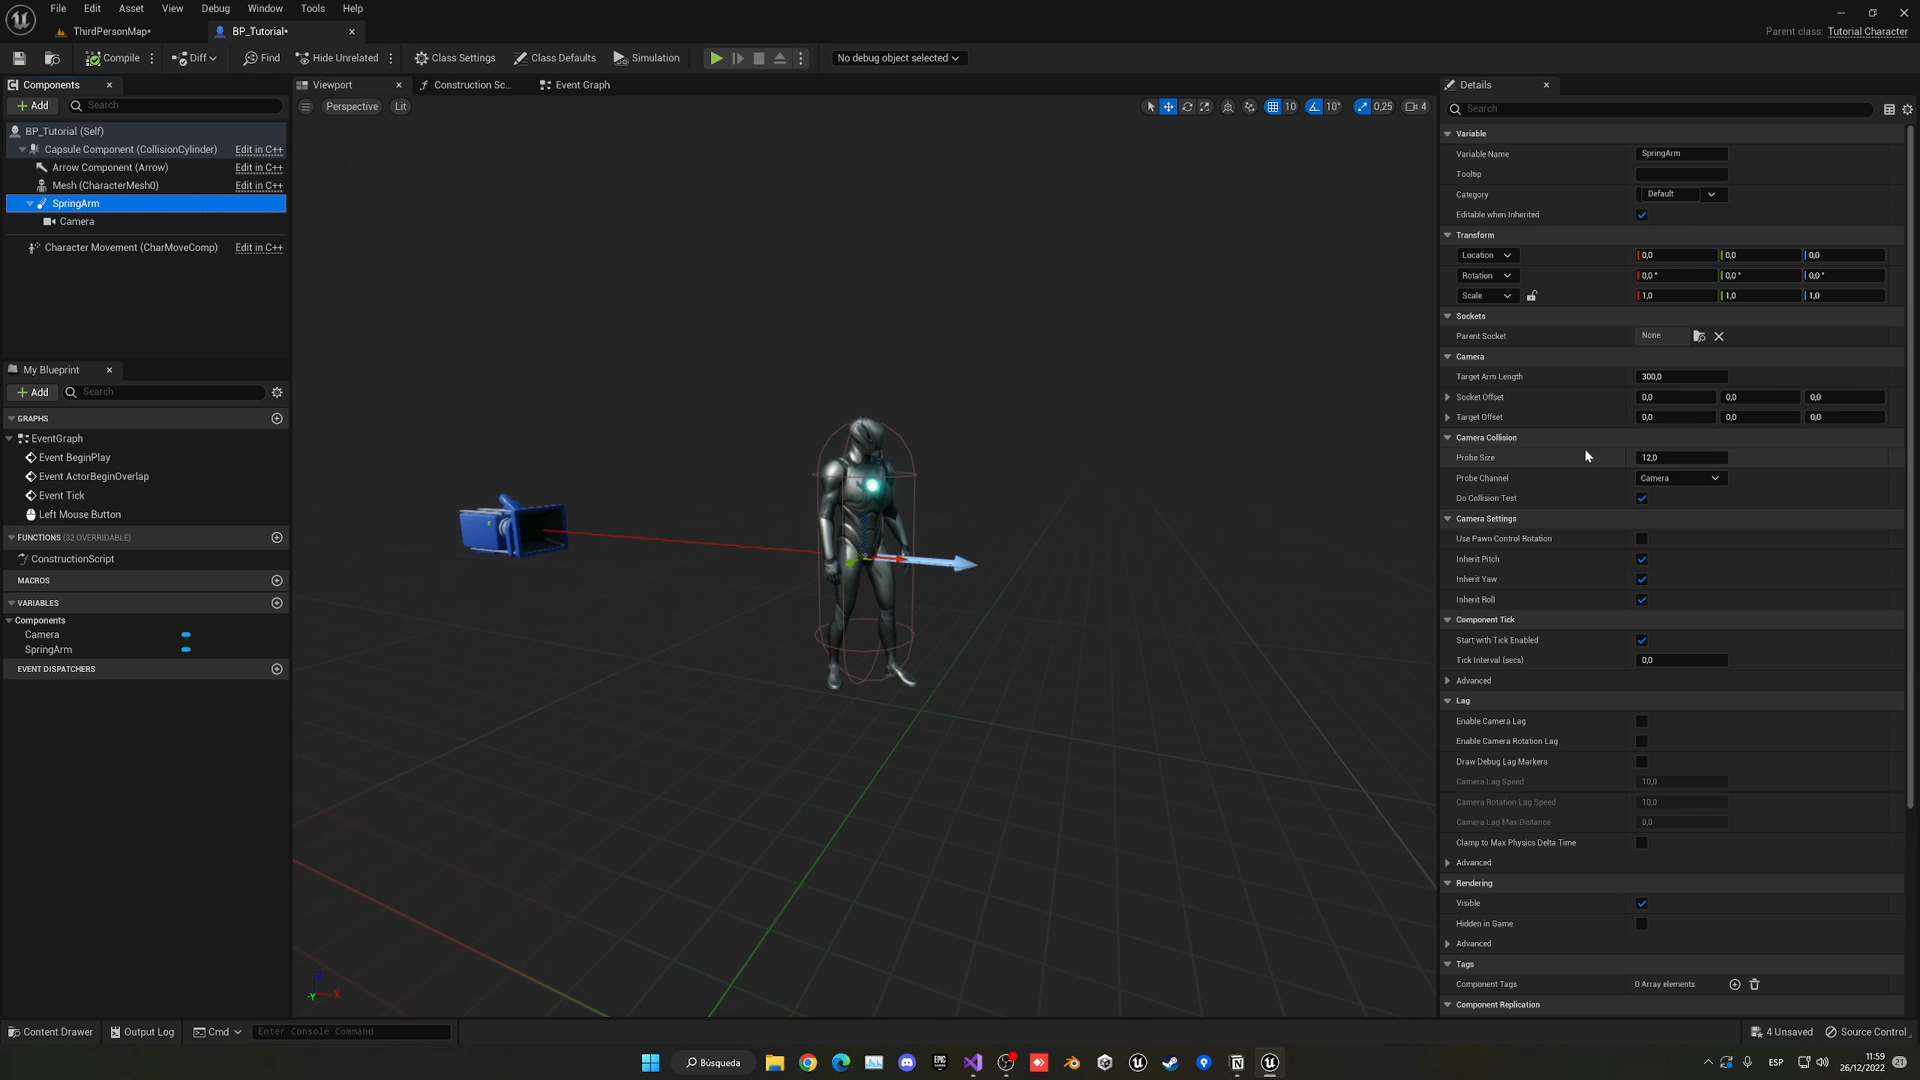 File Edit Asset View Debug Window Tools Help
ThirdPersonMap*
BP_Tutorial*
Parent class: Tutorial Character
Compile
Diff
Find
Hide Unrelated
Class Settings
Class Defaults
Simulation
No debug object selected
Components
Add
Search
BP_Tutorial (Self)
Capsule Component (CollisionCylinder) Edit in C++
Arrow Component (Arrow) Edit in C++
Mesh (CharacterMesh0) Edit in C++
SpringArm
Camera
Character Movement (CharMoveComp) Edit in C++
My Blueprint
Add
Search
GRAPHS
EventGraph
Event BeginPlay
Event ActorBeginOverlap
Event Tick
Left Mouse Button
FUNCTIONS (32 OVERRIDABLE)
ConstructionScript
MACROS
VARIABLES
Components
Camera
SpringArm
EVENT DISPATCHERS
Viewport
Construction Sc...
Event Graph
Perspective
Lit
10
10°
0,25
4
Z
X
Y
Details
Search
Variable
Variable Name SpringArm
Tooltip
Category Default
Editable when Inherited
Transform
Location 0,0 0,0 0,0
Rotation 0,0 ° 0,0 ° 0,0 °
Scale 1,0 1,0 1,0
Sockets
Parent Socket None
Camera
Target Arm Length 300,0
Socket Offset 0,0 0,0 0,0
Target Offset 0,0 0,0 0,0
Camera Collision
Probe Size 12,0
Probe Channel Camera
Do Collision Test
Camera Settings
Use Pawn Control Rotation
Inherit Pitch
Inherit Yaw
Inherit Roll
Component Tick
Start with Tick Enabled
Tick Interval (secs) 0,0
Advanced
Lag
Enable Camera Lag
Enable Camera Rotation Lag
Draw Debug Lag Markers
Camera Lag Speed 10,0
Camera Rotation Lag Speed 10,0
Camera Lag Max Distance 0,0
Clamp to Max Physics Delta Time
Advanced
Rendering
Visible
Hidden in Game
Advanced
Tags
Component Tags 0 Array elements
Component Replication
Content Drawer
Output Log
Cmd
Enter Console Command
4 Unsaved
Source Control
Búsqueda
ESP
11:59
26/12/2022
21